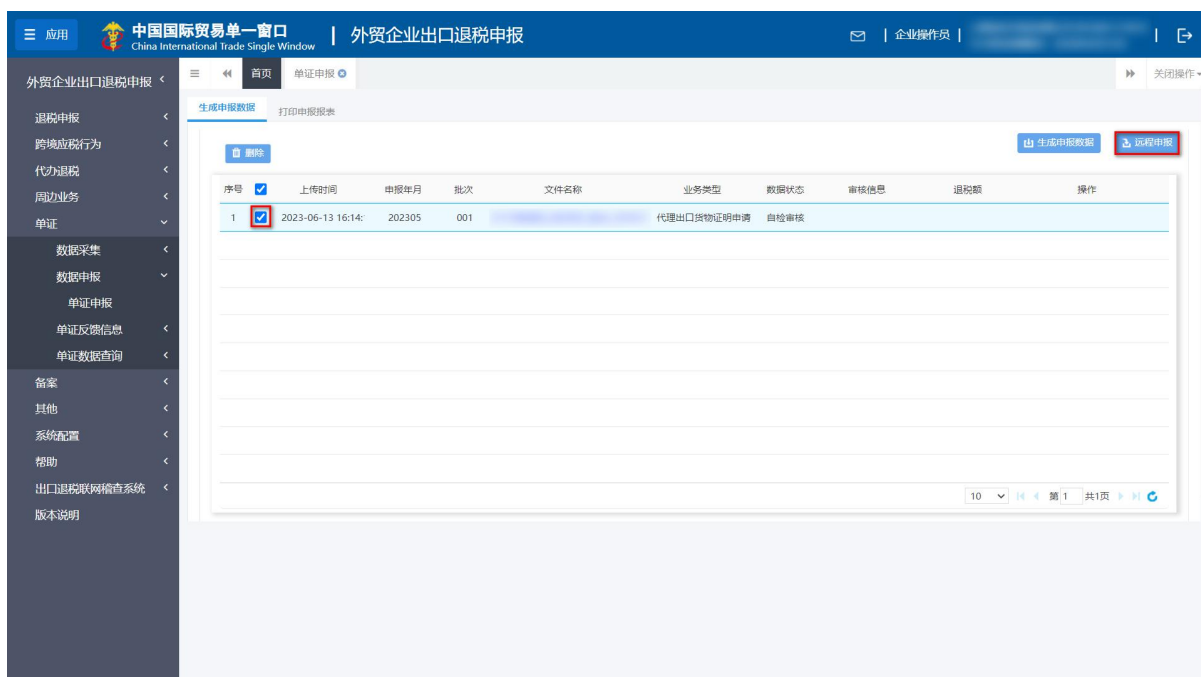 应用
中国国际贸易单一窗口
China International Trade Single Window
外贸企业出口退税申报
企业操作员
外贸企业出口退税申报
首页
单证申报
关闭操作
退税申报
跨境应税行为
代办退税
周边业务
单证
数据采集
数据申报
单证申报
单证反馈信息
单证数据查询
备案
其他
系统配置
帮助
出口退税联网稽查系统
版本说明
生成申报数据
打印申报报表
删除
生成申报数据
远程申报
序号 上传时间 申报年月 批次 文件名称 业务类型 数据状态 审核信息 退税额 操作
1 2023-06-13 16:14: 202305 001 代理出口货物证明申请 自检审核
10 第 1 共1页